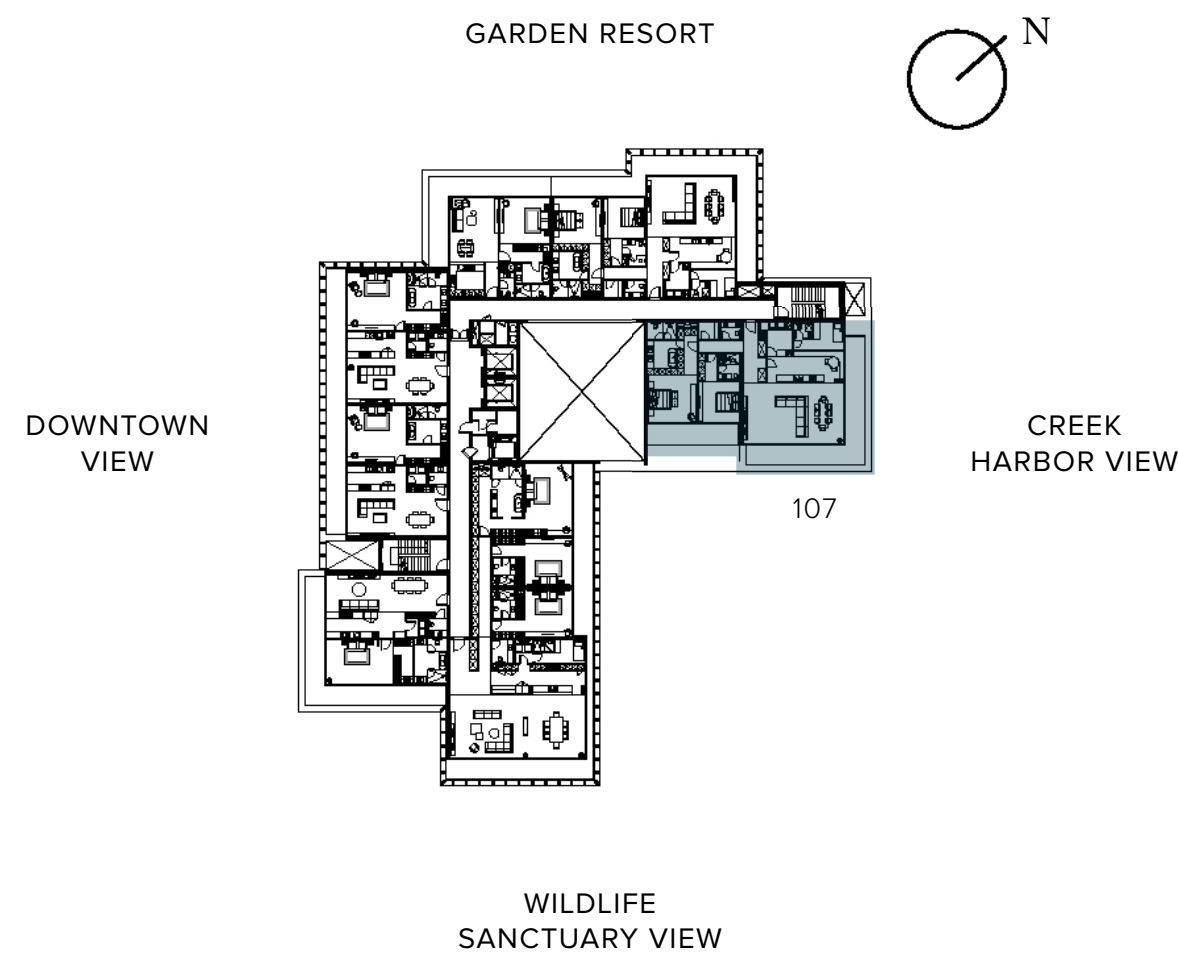 GARDEN RESORT
N
DOWNTOWN
VIEW
CREEK
HARBOR VIEW
107
WILDLIFE
SANCTUARY VIEW